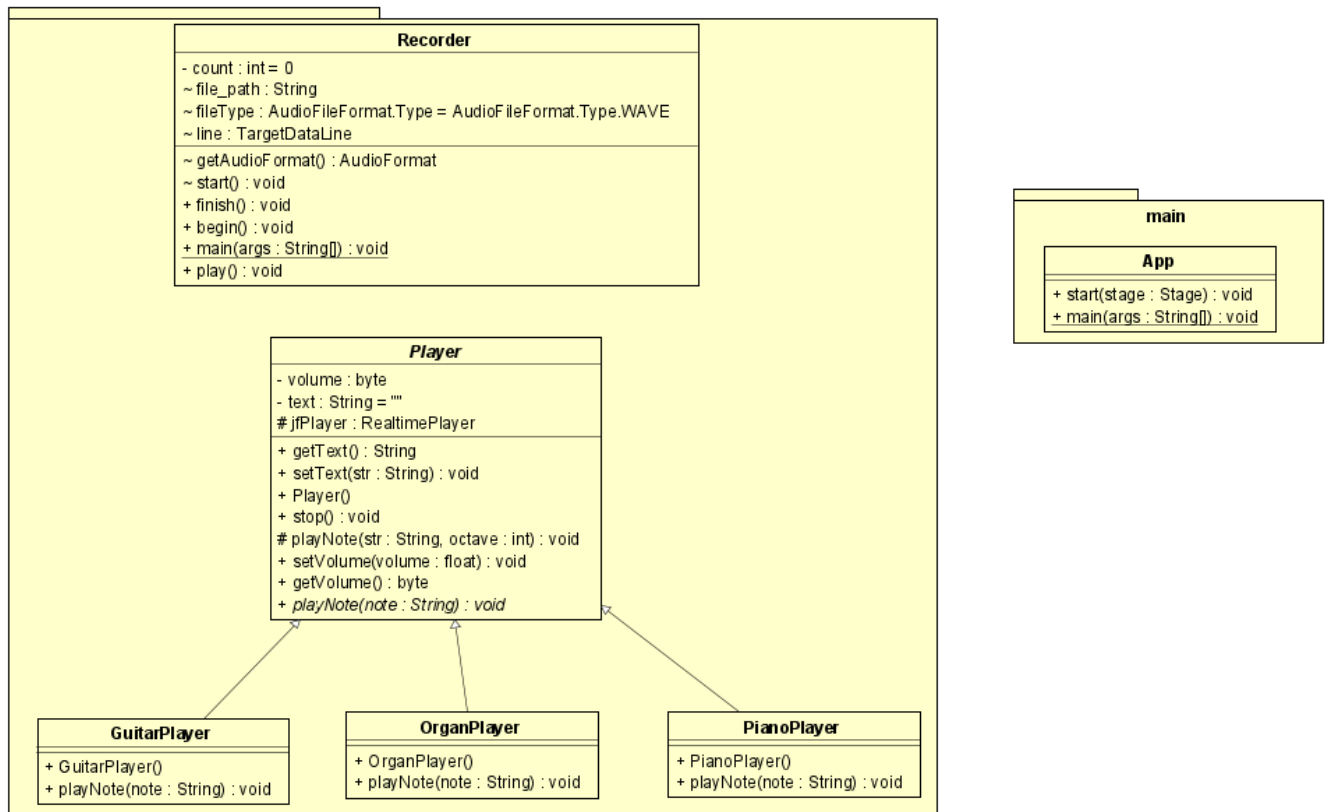 Recorder
- count : int = 0
~ file_path : String
~ fileType : AudioFileFormat.Type = AudioFileFormat.Type.WAVE
~ line : TargetDataLine
~ getAudioFormat() : AudioFormat
~ start() : void
+ finish() : void
+ begin() : void
+ main(args : String[]) : void
+ play() : void
main
App
+ start(stage : Stage) : void
+ main(args : String[]) : void
Player
- volume : byte
- text : String = ""
# jfPlayer : RealtimePlayer
+ getText() : String
+ setText(str : String) : void
+ Player()
+ stop() : void
# playNote(str : String, octave : int) : void
+ setVolume(volume : float) : void
+ getVolume() : byte
+ playNote(note : String) : void
GuitarPlayer
+ GuitarPlayer()
+ playNote(note : String) : void
OrganPlayer
+ OrganPlayer()
+ playNote(note : String) : void
PianoPlayer
+ PianoPlayer()
+ playNote(note : String) : void